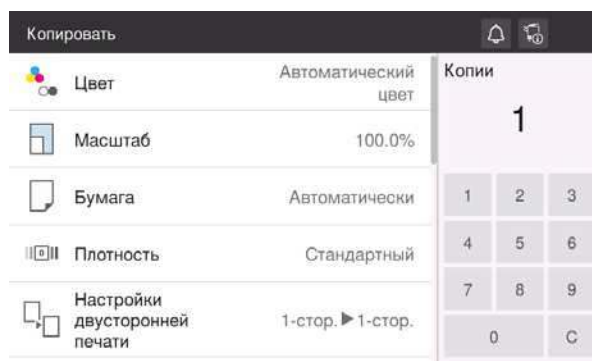 Копировать
Цвет
Автоматический
цвет
Масштаб
100.0%
Бумага
Автоматически
0
Плотность
Стандартный
Настройки
двусторонней
печати
1-стор.▶1-стор.
Копии
1
1 2 3
4 5 6
7 8 9
0 C